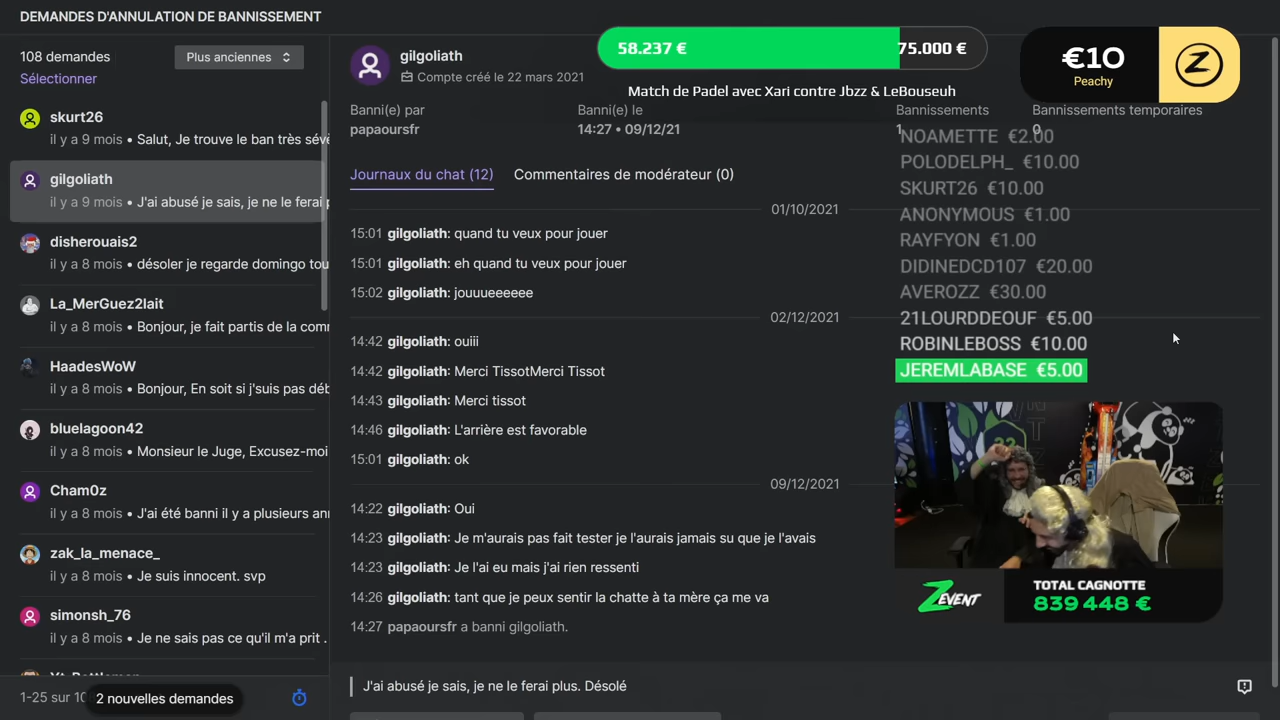 DEMANDES D'ANNULATION DE BANNISSEMENT
108 demandes
Plus anciennes
Sélectionner
skurt26
il y a 9 mois • Salut, Je trouve le ban très sévè
gilgoliath
il y a 9 mois • J'ai abusé je sais, je ne le ferai p
disherouais2
il y a 8 mois • désoler je regarde domingo tou
La_MerGuez2lait
il y a 8 mois • Bonjour, je fait partis de la com
HaadesWoW
il y a 8 mois • Bonjour, En soit si j'suis pas déb
bluelagoon42
il y a 8 mois • Monsieur le Juge, Excusez-moi
Cham0z
il y a 8 mois • J'ai été banni il y a plusieurs ann
zak_la_menace_
il y a 8 mois • Je suis innocent. svp
simonsh_76
il y a 8 mois • Je ne sais pas ce qu'il m'a prit .
1-25 sur 10
2 nouvelles demandes
gilgoliath
Compte créé le 22 mars 2021
58.237 €
75.000 €
Match de Padel avec Xari contre Jbzz & LeBouseuh
€10
Peachy
Banni(e) par
papaoursfr
Banni(e) le
14:27 • 09/12/21
Bannissements
1
Bannissements temporaires
0
Journaux du chat (12)
Commentaires de modérateur (0)
01/10/2021
15:01 gilgoliath: quand tu veux pour jouer
15:01 gilgoliath: eh quand tu veux pour jouer
15:02 gilgoliath: jouuueeeeee
02/12/2021
14:42 gilgoliath: ouiii
14:42 gilgoliath: Merci TissotMerci Tissot
14:43 gilgoliath: Merci tissot
14:46 gilgoliath: L'arrière est favorable
15:01 gilgoliath: ok
09/12/2021
14:22 gilgoliath: Oui
14:23 gilgoliath: Je m'aurais pas fait tester je l'aurais jamais su que je l'avais
14:23 gilgoliath: Je l'ai eu mais j'ai rien ressenti
14:26 gilgoliath: tant que je peux sentir la chatte à ta mère ça me va
14:27 papaoursfr a banni gilgoliath.
J'ai abusé je sais, je ne le ferai plus. Désolé
NOAMETTE €2.00
POLODELPH_ €10.00
SKURT26 €10.00
ANONYMOUS €1.00
RAYFYON €1.00
DIDINEDCD107 €20.00
AVEROZZ €30.00
21LOURDDEOUF €5.00
ROBINLEBOSS €10.00
JEREMLABASE €5.00
ZEVENT
TOTAL CAGNOTTE
839 448 €